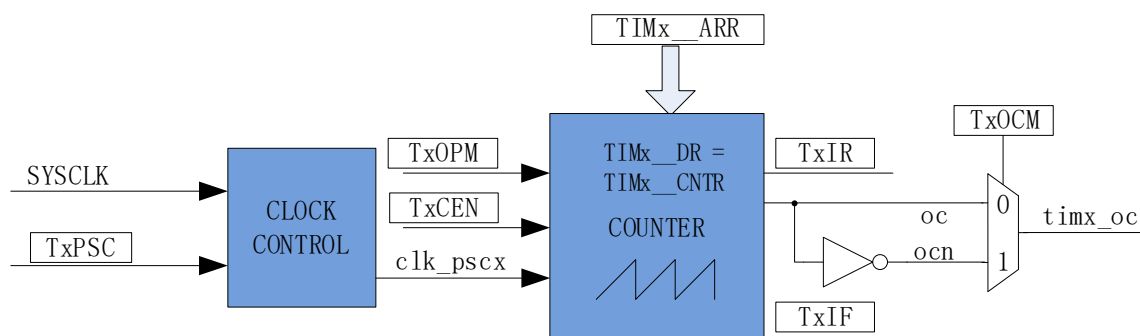 TIMx__ARR
TxOCM
TxOPM
TIMx__DR =
TIMx__CNTR
TxIR
SYSCLK
CLOCK
CONTROL
TxCEN
COUNTER
0
oc
timx_oc
TxPSC
clk_pscx
ocn
1
TxIF